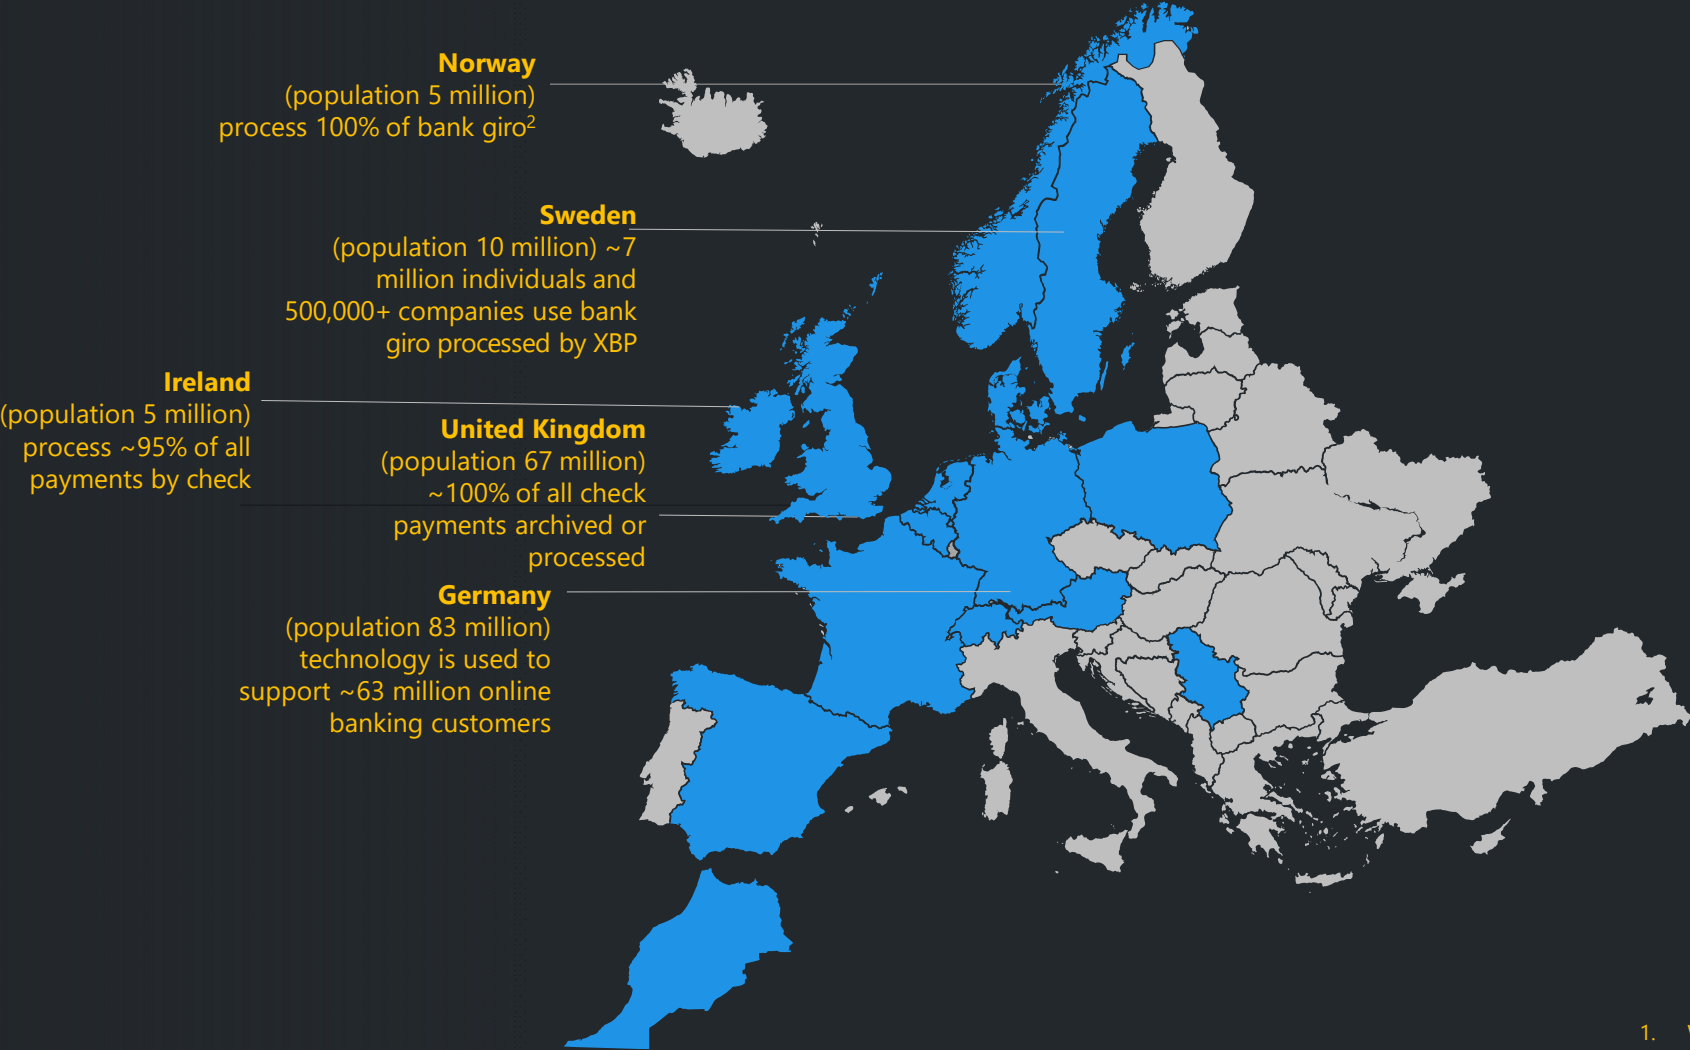 Norway
(population 5 million)
process 100% of bank giro²
Sweden
(population 10 million) ~7
million individuals and
500,000+ companies use bank
giro processed by XBP
Ireland
(population 5 million)
process ~95% of all
payments by check
United Kingdom
(population 67 million)
~100% of all check
payments archived or
processed
Germany
(population 83 million)
technology is used to
support ~63 million online
banking customers
1.